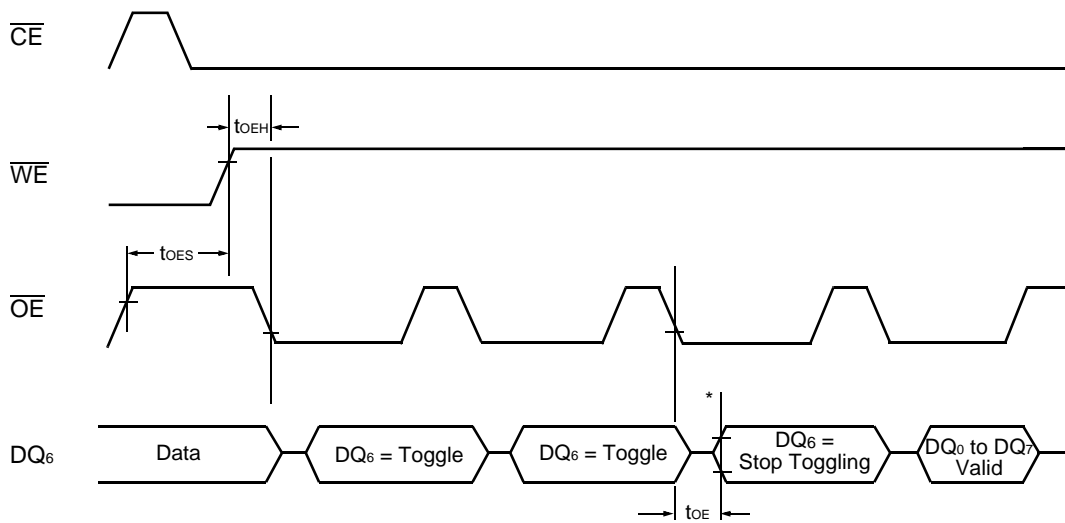 CE
tOEH
WE
tOES
OE
*
DQ6
Data
DQ6 = Toggle
DQ6 = Toggle
DQ6 =
Stop Toggling
DQ0 to DQ7
Valid
tOE